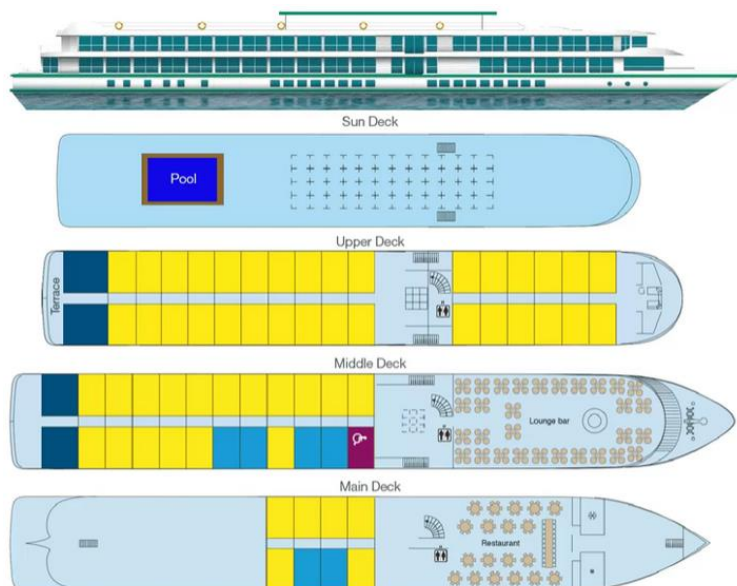 Sun Deck
Pool
Upper Deck
Terrace
Middle Deck
Lounge bar
Main Deck
Restaurant